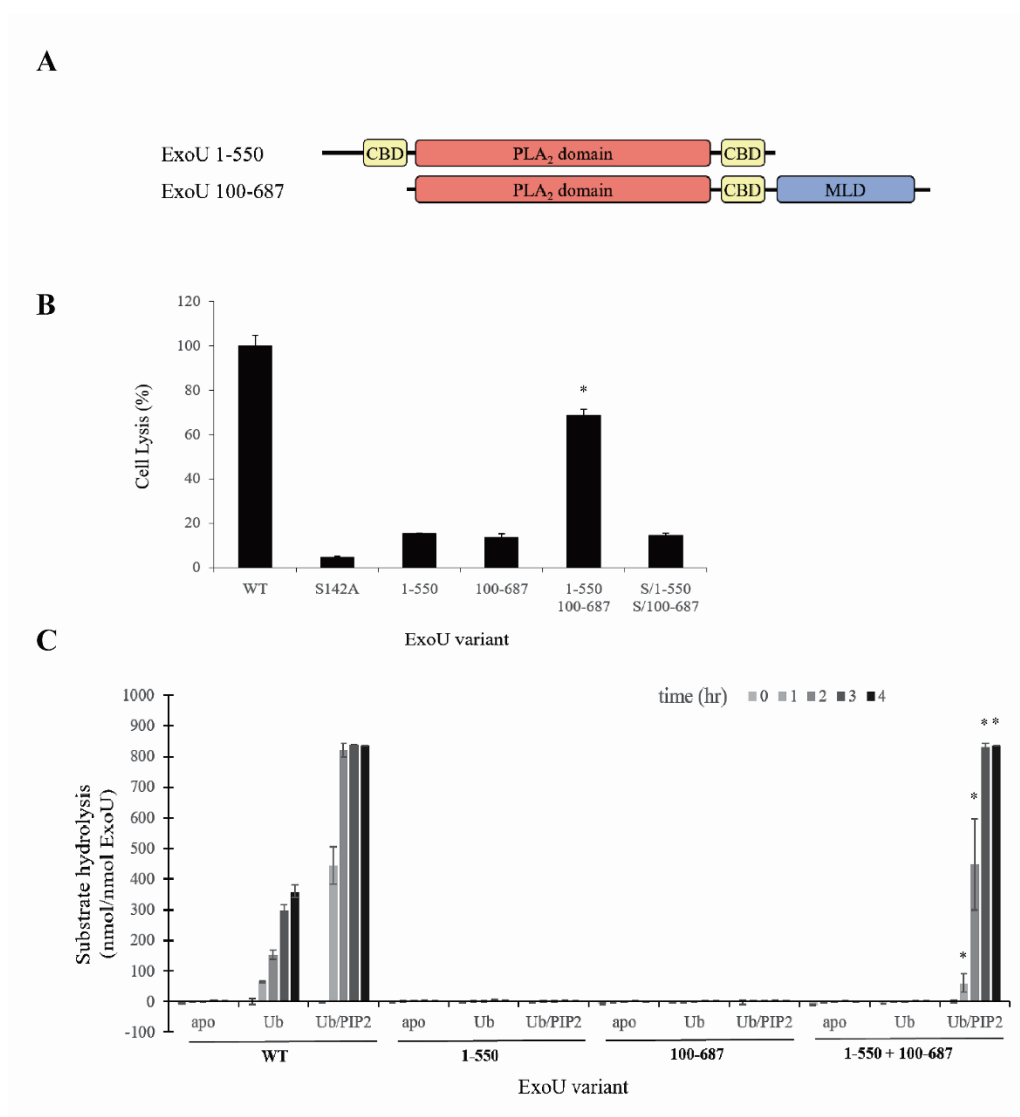 A
ExoU 1-550
CBD
PLA₂ domain
CBD
ExoU 100-687
PLA₂ domain
CBD
MLD
B
Cell Lysis (%)
120
100
80
60
40
20
0
*
WT
S142A
1-550
100-687
1-550
100-687
S/1-550
S/100-687
ExoU variant
C
Substrate hydrolysis
(nmol/nmol ExoU)
time (hr) 0 1 2 3 4
1000
900
800
700
600
500
400
300
200
100
0
-100
* * * *
apo Ub Ub/PIP2 apo Ub Ub/PIP2 apo Ub Ub/PIP2 apo Ub Ub/PIP2
WT 1-550 100-687 1-550 + 100-687
ExoU variant